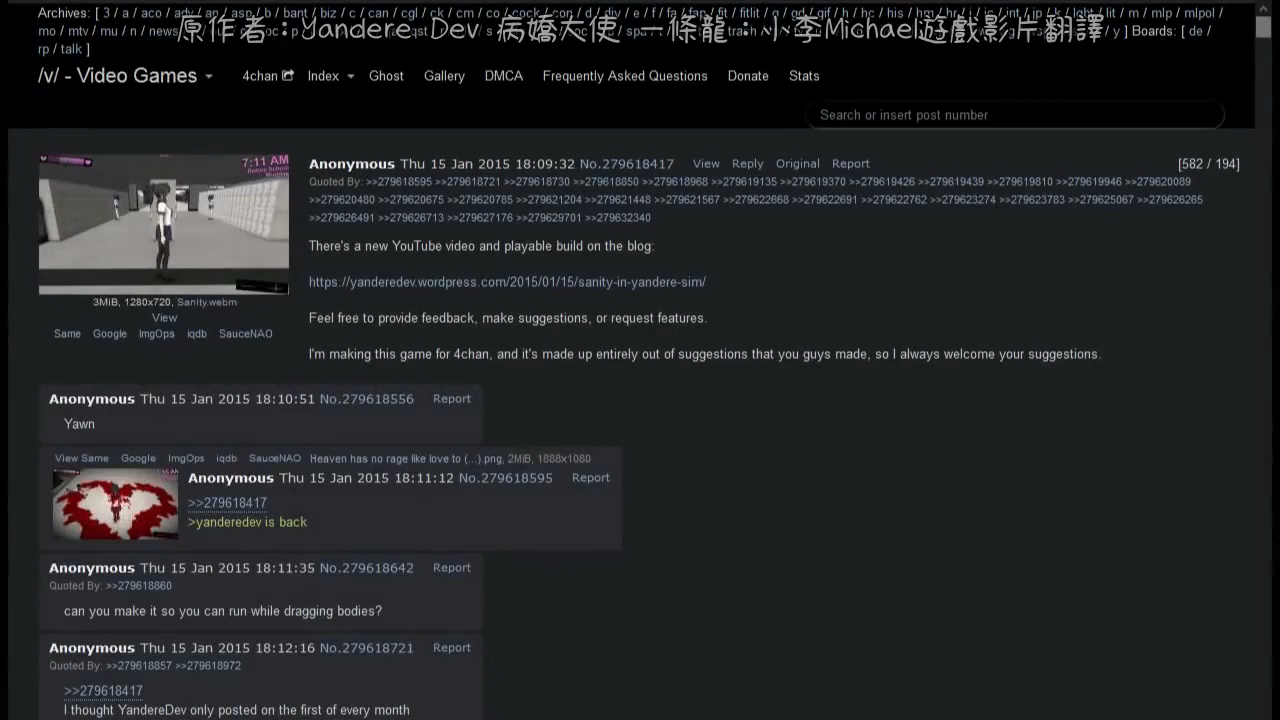 Archives: [ 3 / a / aco / adv / an / asp / b / bant / biz / c / can / cgl / ck / cm / co / cock / con / d / diy / e / f / fa / fap / fit / fitlit / g / gd / gif / h / hc / his / hm / hr / i / ic / int / jp / k / lgbt / lit / m / mlp / mlpol
原作者：Yandere Dev 病嬌大使 一條龍：小李Michael遊戲影片翻譯
mo / mtv / mu / n / news / qst / trash / y ] Boards: [ de /
rp / talk ]
/v/ - Video Games 4chan Index Ghost Gallery DMCA Frequently Asked Questions Donate Stats
Search or insert post number
7:11 AM
Anonymous Thu 15 Jan 2015 18:09:32 No.279618417 View Reply Original Report [582 / 194]
Quoted By: >>279618595 >>279618721 >>279618730 >>279618850 >>279618968 >>279619135 >>279619370 >>279619426 >>279619439 >>279619810 >>279619946 >>279620089
>>279620480 >>279620675 >>279620785 >>279621204 >>279621448 >>279621567 >>279622668 >>279622691 >>279622762 >>279623274 >>279623783 >>279625067 >>279626265
>>279626491 >>279626713 >>279627176 >>279629701 >>279632340
There's a new YouTube video and playable build on the blog:
https://yanderedev.wordpress.com/2015/01/15/sanity-in-yandere-sim/
Feel free to provide feedback, make suggestions, or request features.
I'm making this game for 4chan, and it's made up entirely out of suggestions that you guys made, so I always welcome your suggestions.
3MiB, 1280x720, Sanity.webm
View
Same Google ImgOps iqdb SauceNAO
Anonymous Thu 15 Jan 2015 18:10:51 No.279618556 Report
Yawn
View Same Google ImgOps iqdb SauceNAO Heaven has no rage like love to (...).png, 2MiB, 1888x1080
Anonymous Thu 15 Jan 2015 18:11:12 No.279618595 Report
>>279618417
>yanderedev is back
Anonymous Thu 15 Jan 2015 18:11:35 No.279618642 Report
Quoted By: >>279618860
can you make it so you can run while dragging bodies?
Anonymous Thu 15 Jan 2015 18:12:16 No.279618721 Report
Quoted By: >>279618857 >>279618972
>>279618417
I thought YandereDev only posted on the first of every month